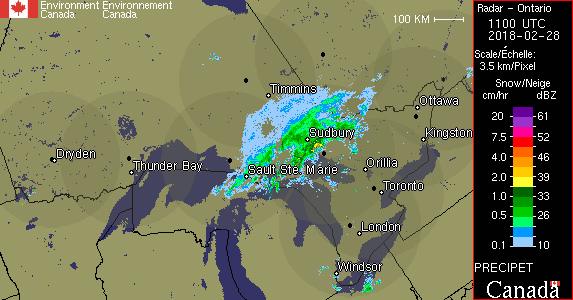 Environment Environnement
Canada Canada
100 KM
Timmins
Ottawa
Sudbury
Kingston
Dryden
Thunder Bay
Sault Ste. Marie
Orillia
Toronto
London
Windsor
Radar - Ontario
1100 UTC
2018-02-28
Scale/Échelle:
3.5 km/Pixel
Snow/Neige
cm/hr dBZ
20 61
7.5 52
4.0 46
2.0 39
1.0 33
0.5 26
0.1 10
PRECIPET
Canada